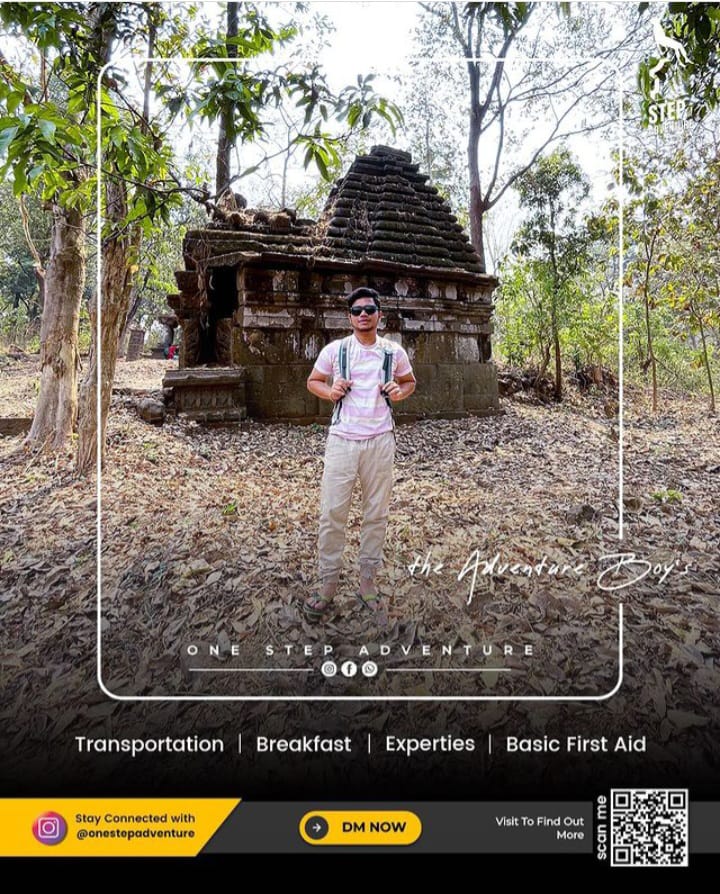 STEP
the Adventure Boy's
ONE STEP ADVENTURE
Transportation | Breakfast | Experties | Basic First Aid
Stay Connected with
@onestepadventure
DM NOW
Visit To Find Out
More
scan me